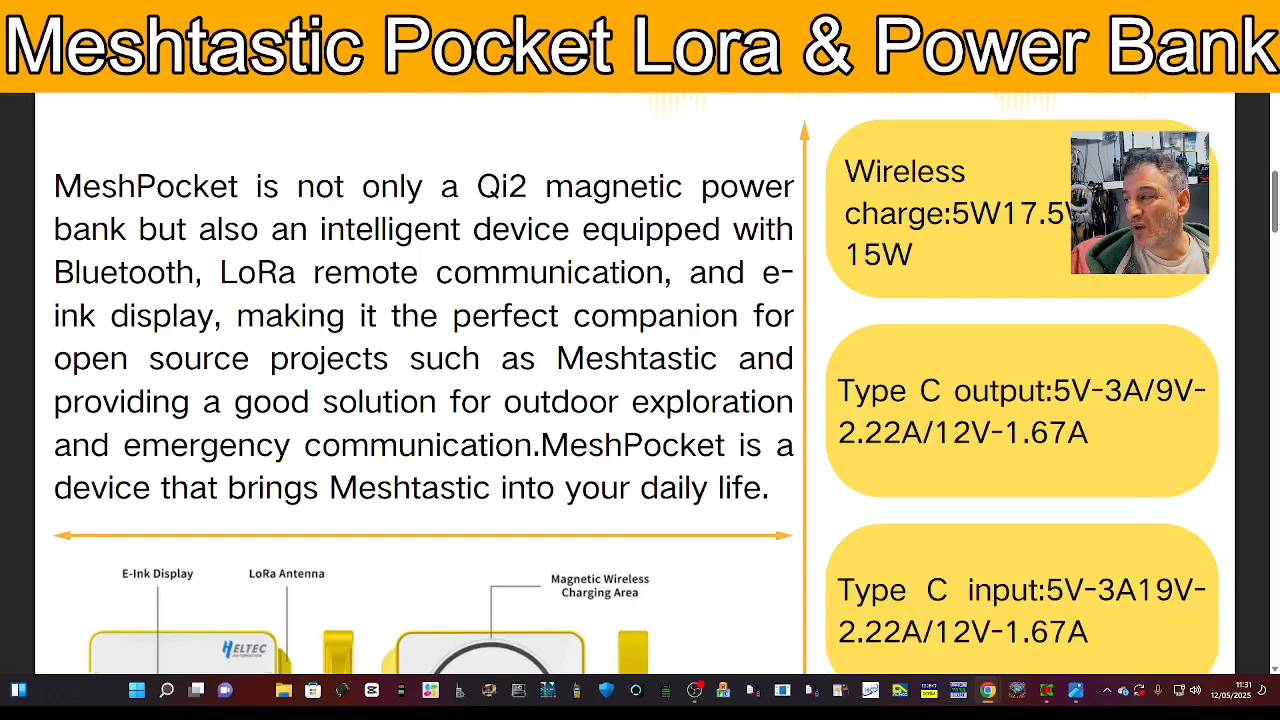 Meshtastic Pocket Lora & Power Bank
MeshPocket is not only a Qi2 magnetic power
bank but also an intelligent device equipped with
Bluetooth, LoRa remote communication, and e-
ink display, making it the perfect companion for
open source projects such as Meshtastic and
providing a good solution for outdoor exploration
and emergency communication.MeshPocket is a
device that brings Meshtastic into your daily life.
Wireless
charge:5W17.5
15W
Type C output:5V-3A/9V-
2.22A/12V-1.67A
Type C input:5V-3A19V-
2.22A/12V-1.67A
E-Ink Display
LoRa Antenna
Magnetic Wireless
Charging Area
HELTEC
AUTOMATION
11:31
12/05/2025